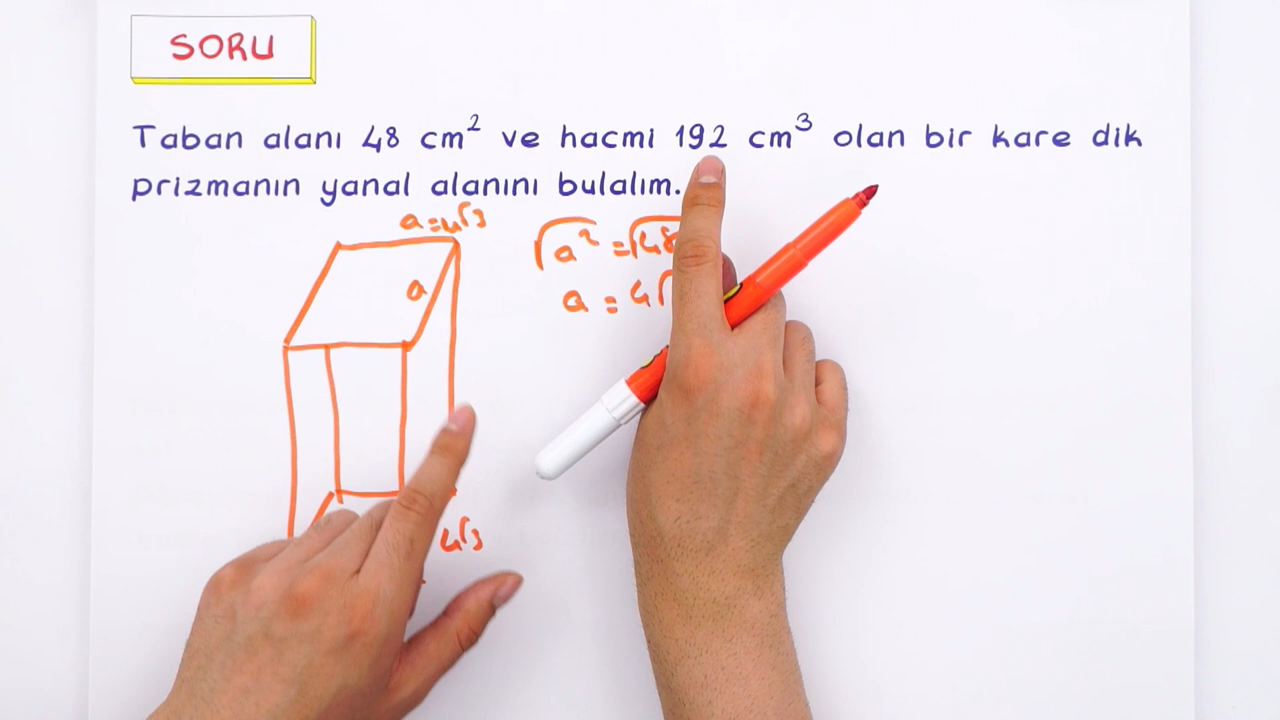 SORU
Taban alanı 48 cm² ve hacmi 192 cm³ olan bir kare dik
prizmanın yanal alanını bulalım.
a=4√3
√a² = √48
a
a = 4√
4√3